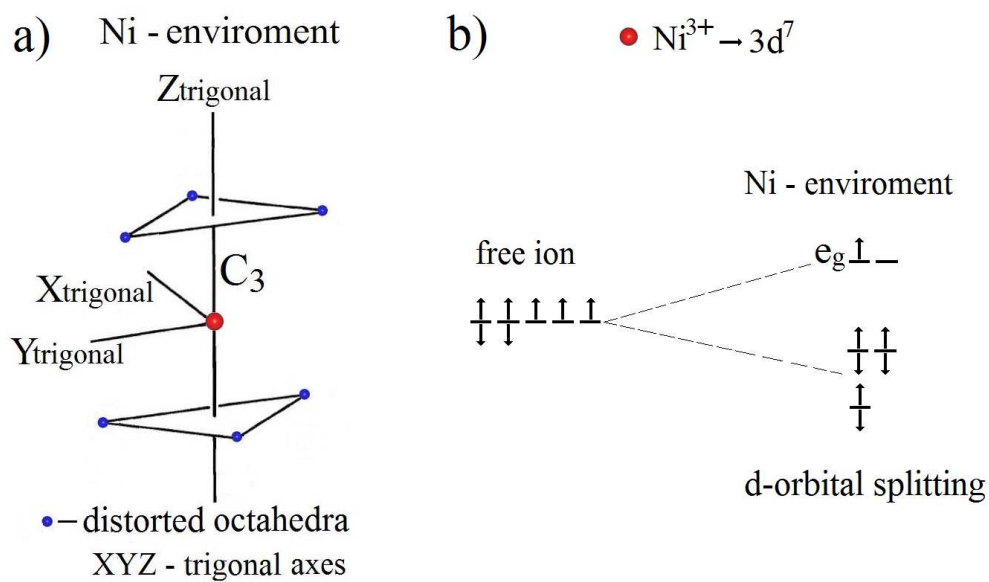 a) Ni - enviroment
Ztrigonal
C3
Xtrigonal
Ytrigonal
– distorted octahedra
XYZ - trigonal axes
b) Ni3+ → 3d7
Ni - enviroment
free ion
eg
d-orbital splitting